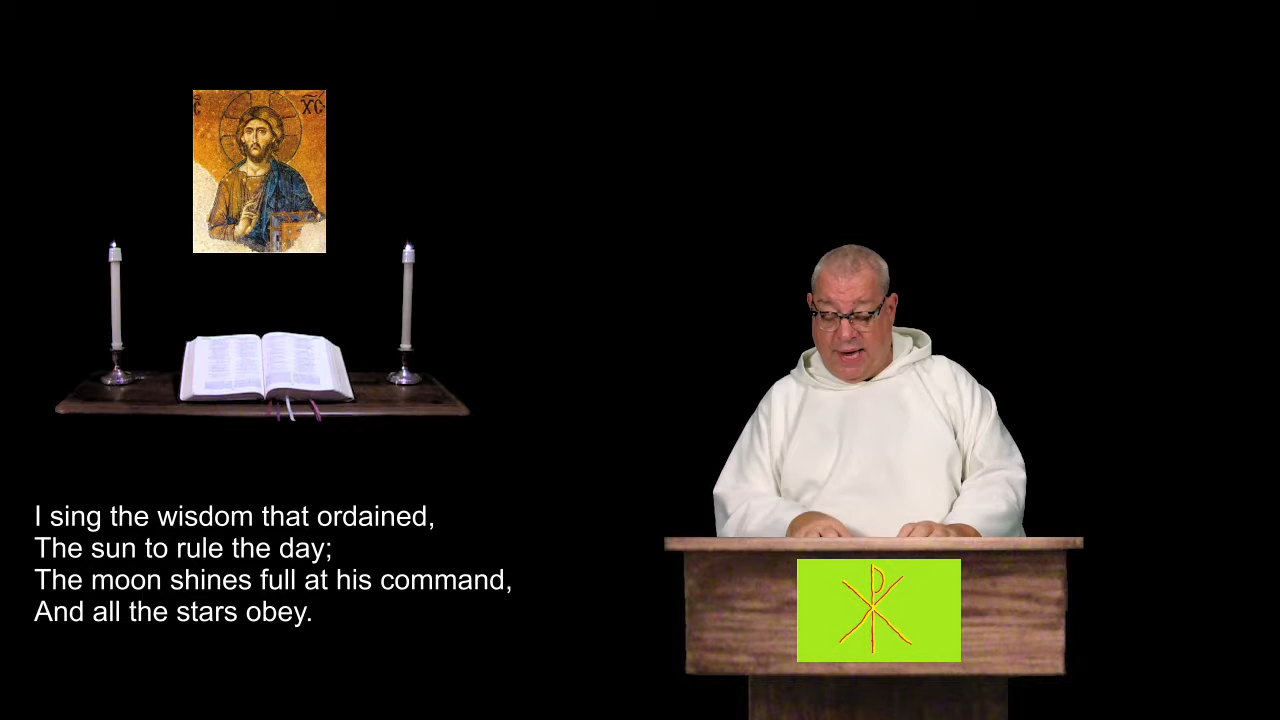 XC
I sing the wisdom that ordained,
The sun to rule the day;
The moon shines full at his command,
And all the stars obey.